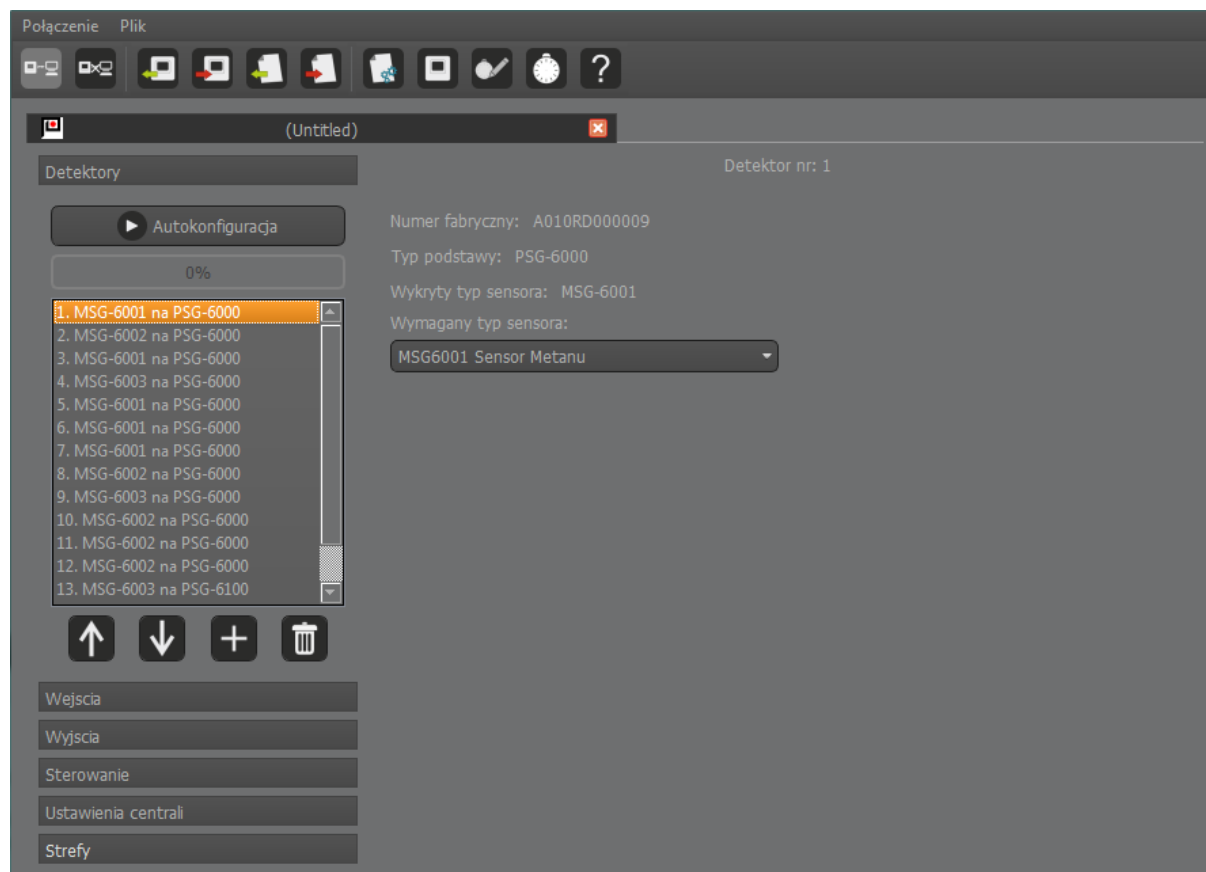 Połączenie Plik
?
(Untitled)
Detektory
Detektor nr: 1
Autokonfiguracja
0%
Numer fabryczny: A010RD000009
Typ podstawy: PSG-6000
Wykryty typ sensora: MSG-6001
Wymagany typ sensora:
MSG6001 Sensor Metanu
1. MSG-6001 na PSG-6000
2. MSG-6002 na PSG-6000
3. MSG-6001 na PSG-6000
4. MSG-6003 na PSG-6000
5. MSG-6001 na PSG-6000
6. MSG-6001 na PSG-6000
7. MSG-6001 na PSG-6000
8. MSG-6002 na PSG-6000
9. MSG-6003 na PSG-6000
10. MSG-6002 na PSG-6000
11. MSG-6002 na PSG-6000
12. MSG-6002 na PSG-6000
13. MSG-6003 na PSG-6100
Wejscia
Wyjscia
Sterowanie
Ustawienia centrali
Strefy